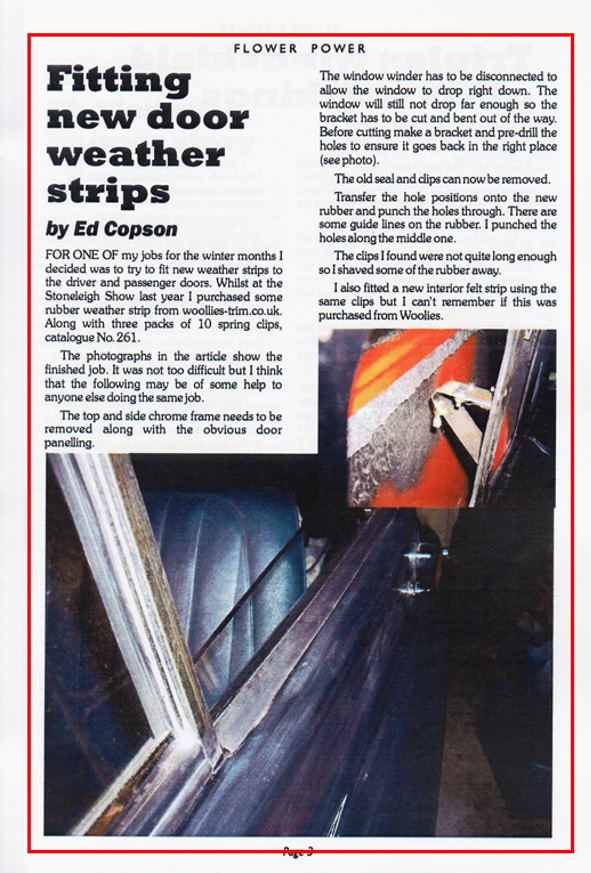 FLOWER POWER
Fitting
new door
weather
strips
by Ed Copson
FOR ONE OF my jobs for the winter months I
decided was to try to fit new weather strips to
the driver and passenger doors. Whilst at the
Stoneleigh Show last year I purchased some
rubber weather strip from woollies-trim.co.uk.
Along with three packs of 10 spring clips,
catalogue No. 261.
The photographs in the article show the
finished job. It was not too difficult but I think
that the following may be of some help to
anyone else doing the same job.
The top and side chrome frame needs to be
removed along with the obvious door
panelling.
The window winder has to be disconnected to
allow the window to drop right down. The
window will still not drop far enough so the
bracket has to be cut and bent out of the way.
Before cutting make a bracket and pre-drill the
holes to ensure it goes back in the right place
(see photo).
The old seal and clips can now be removed.
Transfer the hole positions onto the new
rubber and punch the holes through. There are
some guide lines on the rubber. I punched the
holes along the middle one.
The clips I found were not quite long enough
so I shaved some of the rubber away.
I also fitted a new interior felt strip using the
same clips but I can't remember if this was
purchased from Woolies.
Page 3